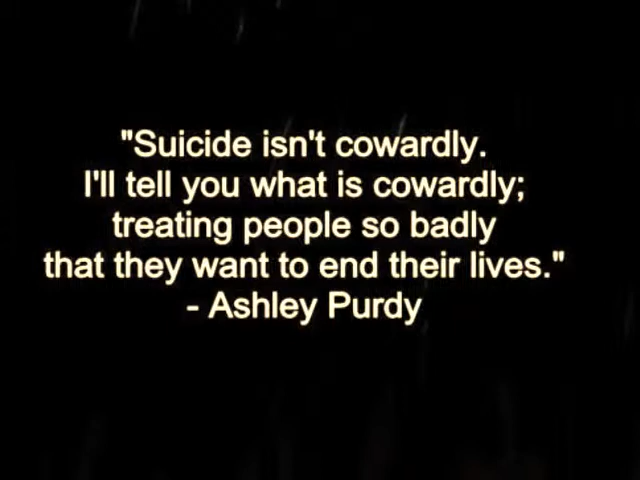 "Suicide isn't cowardly.
I'll tell you what is cowardly;
treating people so badly
that they want to end their lives."
- Ashley Purdy